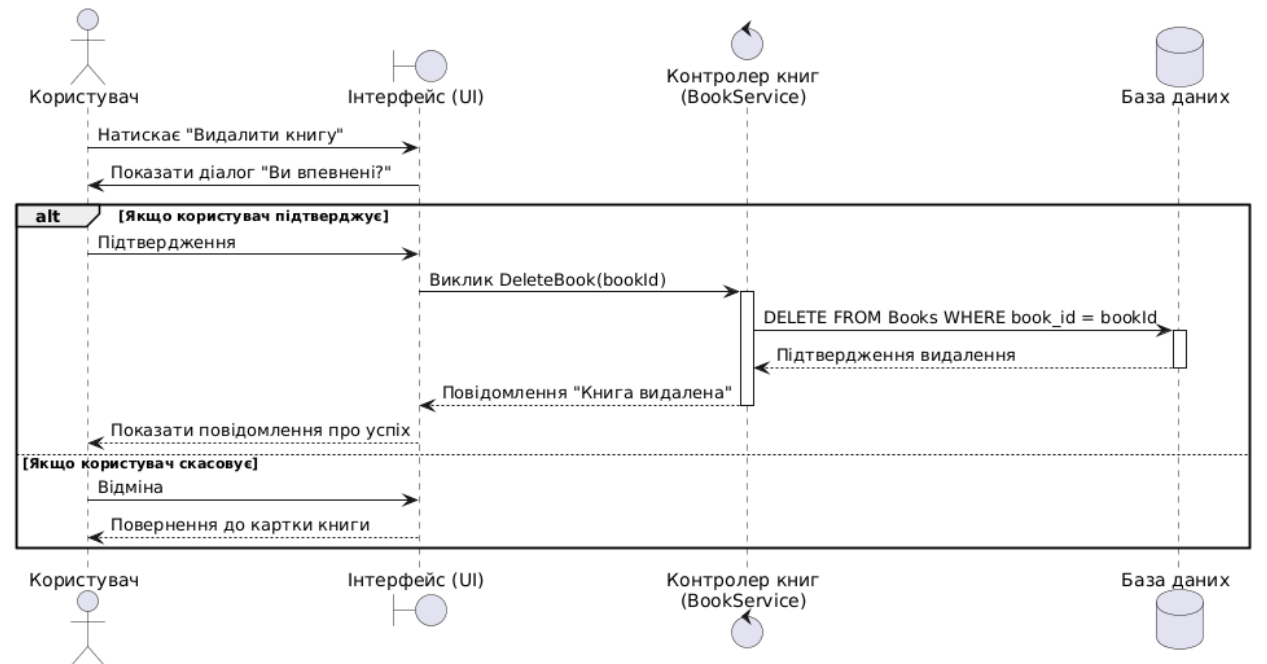 Користувач
Інтерфейс (UI)
Контролер книг
(BookService)
База даних
Натискає "Видалити книгу"
Показати діалог "Ви впевнені?"
alt
[Якщо користувач підтверджує]
Підтвердження
Виклик DeleteBook(bookId)
DELETE FROM Books WHERE book_id = bookId
Підтвердження видалення
Повідомлення "Книга видалена"
Показати повідомлення про успіх
[Якщо користувач скасовує]
Відміна
Повернення до картки книги
Користувач
Інтерфейс (UI)
Контролер книг
(BookService)
База даних